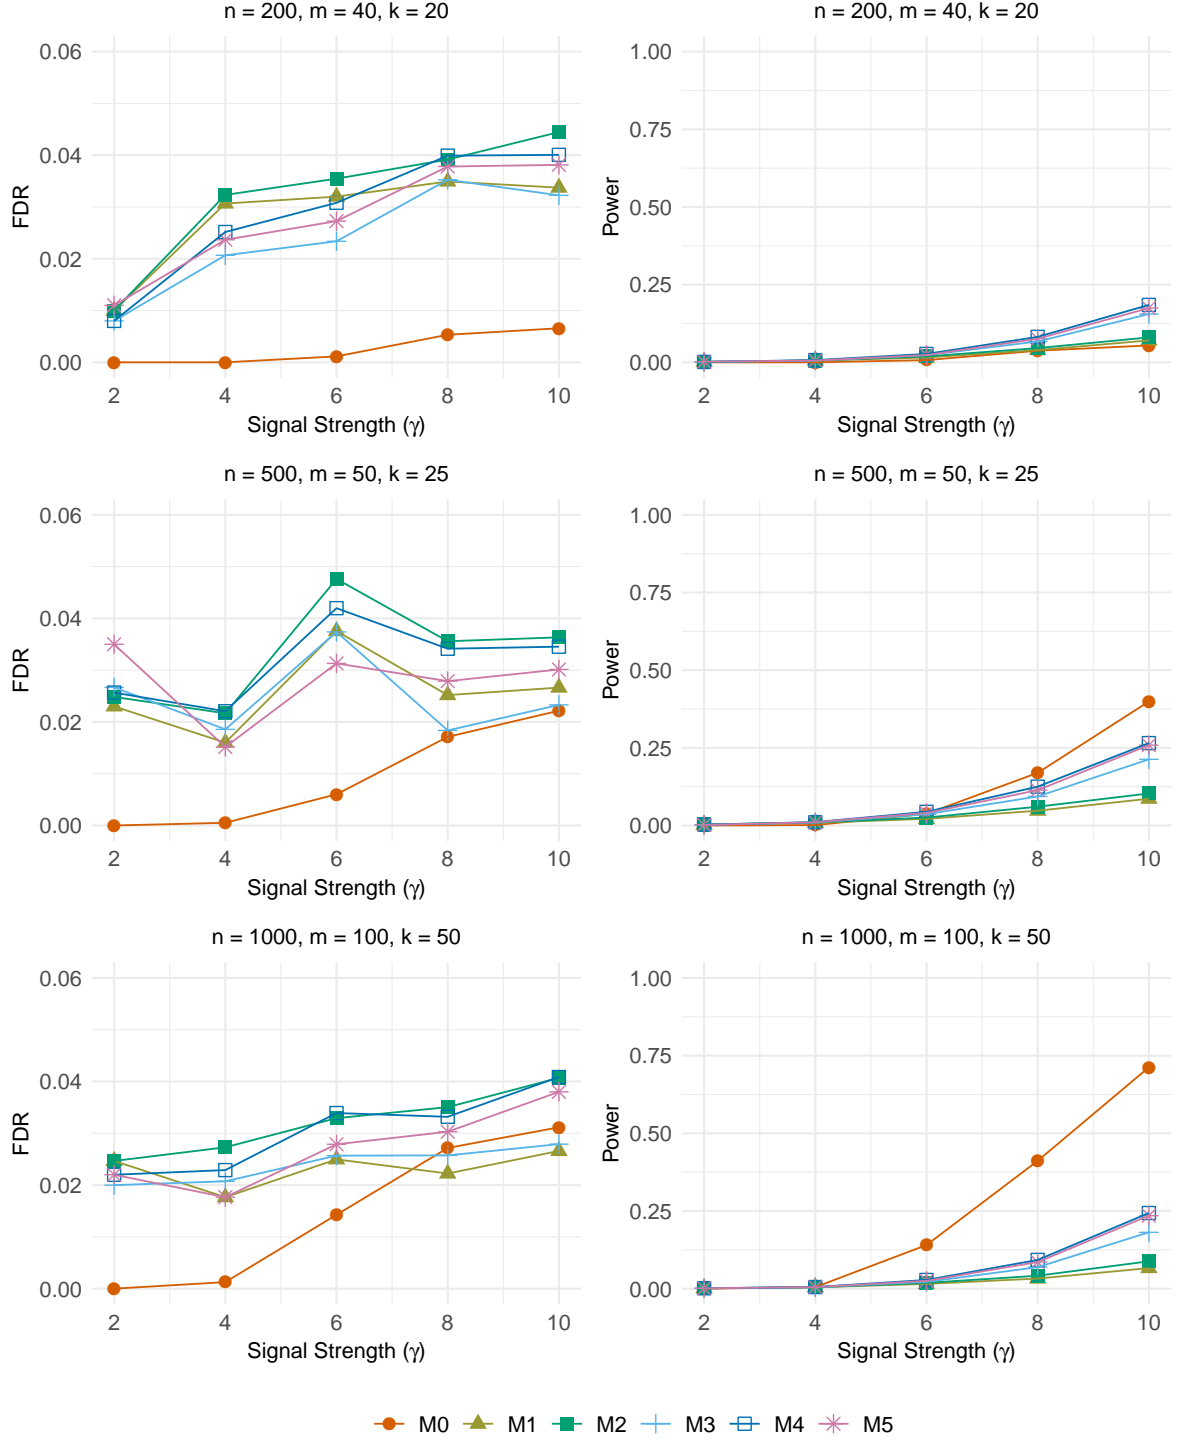 n = 200, m = 40, k = 20
0.06
0.04
0.02
0.00
FDR
2 4 6 8 10
Signal Strength (γ)
n = 200, m = 40, k = 20
1.00
0.75
0.50
0.25
0.00
Power
2 4 6 8 10
Signal Strength (γ)
n = 500, m = 50, k = 25
0.06
0.04
0.02
0.00
FDR
2 4 6 8 10
Signal Strength (γ)
n = 500, m = 50, k = 25
1.00
0.75
0.50
0.25
0.00
Power
2 4 6 8 10
Signal Strength (γ)
n = 1000, m = 100, k = 50
0.06
0.04
0.02
0.00
FDR
2 4 6 8 10
Signal Strength (γ)
n = 1000, m = 100, k = 50
1.00
0.75
0.50
0.25
0.00
Power
2 4 6 8 10
Signal Strength (γ)
M0 M1 M2 M3 M4 M5